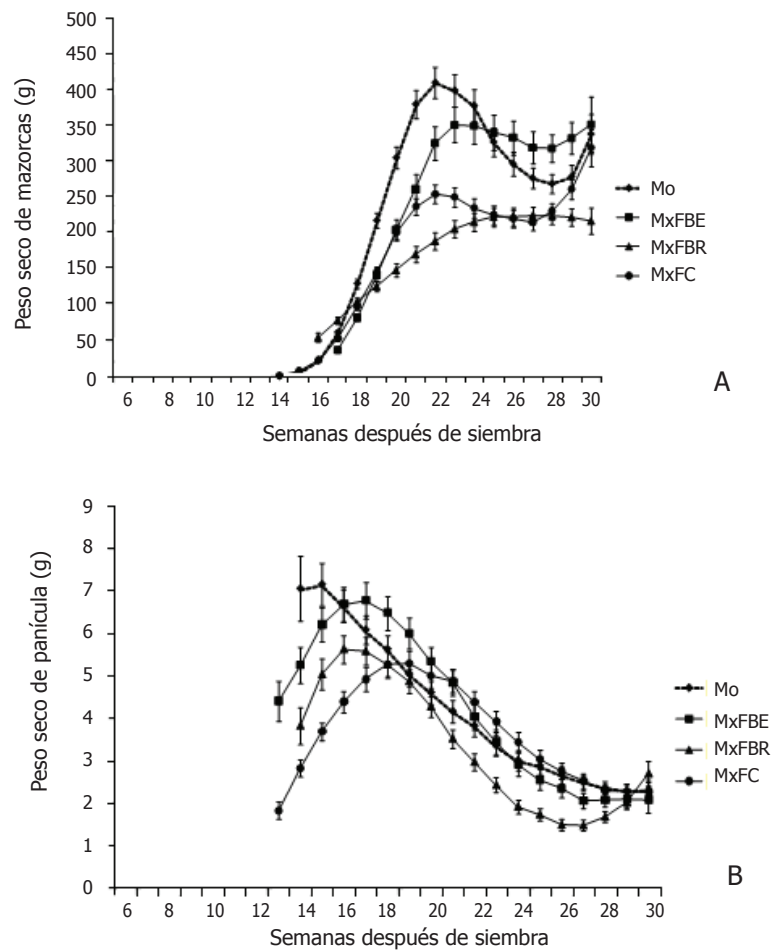 500
450
400
350
300
250
200
150
100
50
0
Peso seco de mazorcas (g)
6 8 10 12 14 16 18 20 22 24 26 28 30
Semanas después de siembra
Mo
MxFBE
MxFBR
MxFC
A
9
8
7
6
5
4
3
2
1
0
Peso seco de panícula (g)
6 8 10 12 14 16 18 20 22 24 26 28 30
Semanas después de siembra
Mo
MxFBE
MxFBR
MxFC
B